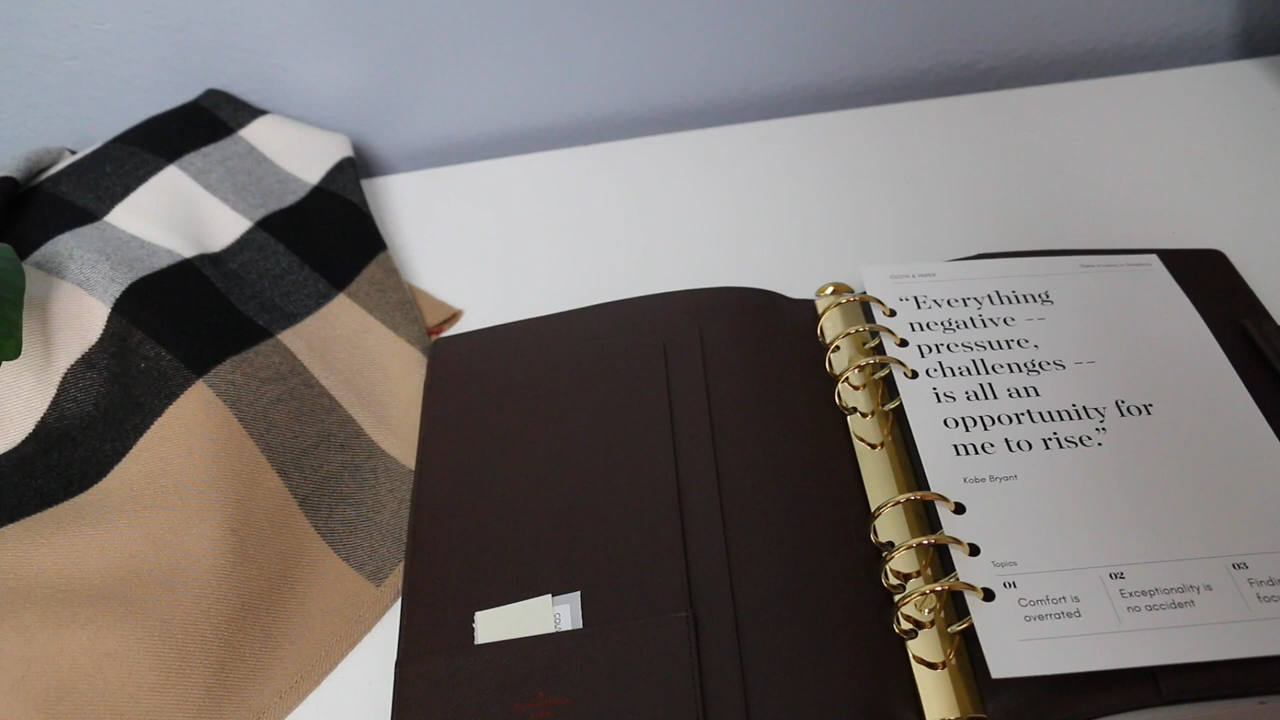 CLOTH & PAPER
“Everything
negative --
pressure,
challenges --
is all an
opportunity for
me to rise.”
Kobe Bryant
Topics
01
Comfort is
overrated
02
Exceptionality is
no accident
03